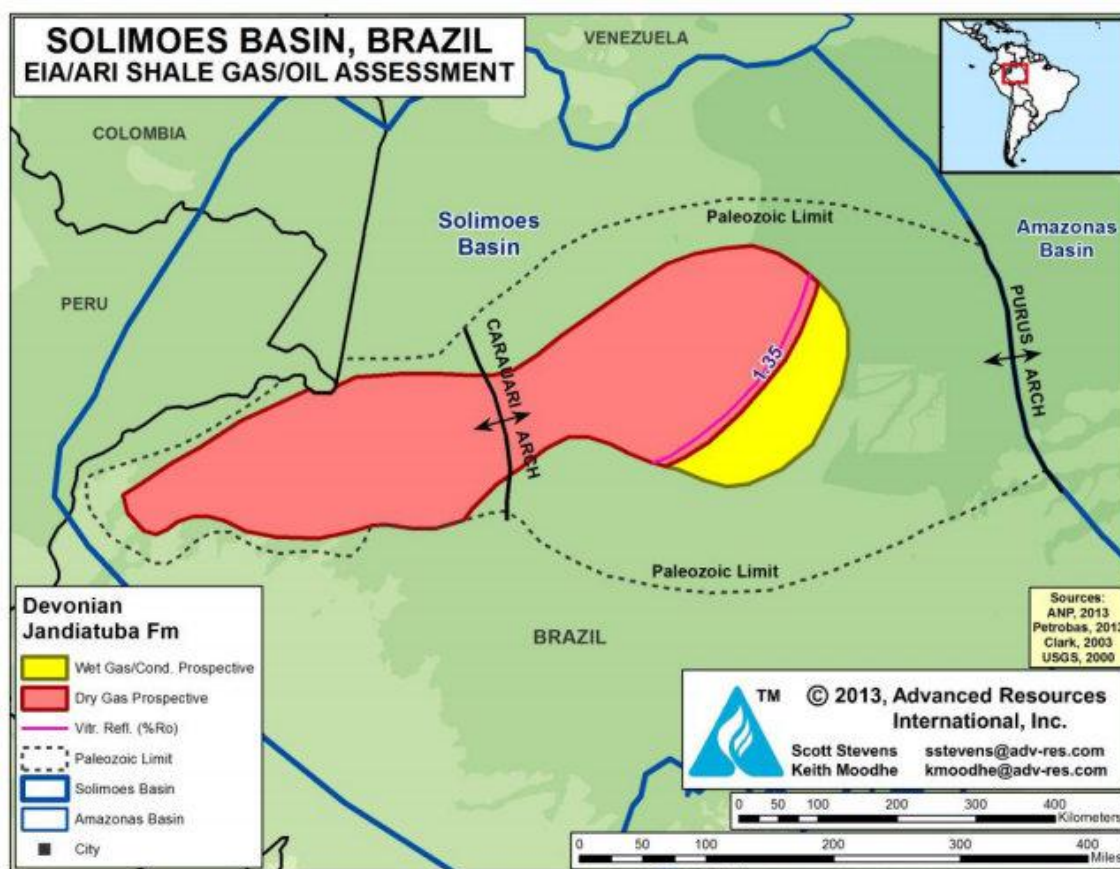 SOLIMOES BASIN, BRAZIL
EIA/ARI SHALE GAS/OIL ASSESSMENT
VENEZUELA
COLOMBIA
Solimoes
Basin
Paleozoic Limit
Amazonas
Basin
PERU
CARAUARI ARCH
1.35
PURUS ARCH
Paleozoic Limit
BRAZIL
Devonian
Jandiatuba Fm
Wet Gas/Cond. Prospective
Dry Gas Prospective
Vitr. Refl. (%Ro)
Paleozoic Limit
Solimoes Basin
Amazonas Basin
City
Sources:
ANP, 2013
Petrobas, 2013
Clark, 2003
USGS, 2000
TM
© 2013, Advanced Resources
International, Inc.
Scott Stevens sstevens@adv-res.com
Keith Moodhe kmoodhe@adv-res.com
0 50 100 200 300 400
Kilometers
0 50 100 200 300 400
Miles